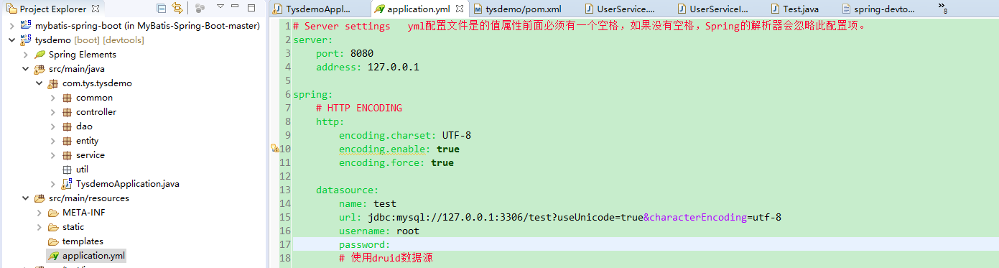 Project Explorer
mybatis-spring-boot (in MyBatis-Spring-Boot-master)
tysdemo [boot] [devtools]
Spring Elements
src/main/java
com.tys.tysdemo
common
controller
dao
entity
service
util
TysdemoApplication.java
src/main/resources
META-INF
static
templates
application.yml
TysdemoAppl... application.yml tysdemo/pom.xml UserService.... UserServiceI... Test.java spring-devto... »8
1 # Server settings   yml配置文件是的值属性前面必须有一个空格，如果没有空格，Spring的解析器会忽略此配置项。
2 server:
3     port: 8080
4     address: 127.0.0.1
5
6 spring:
7     # HTTP ENCODING
8     http:
9         encoding.charset: UTF-8
10         encoding.enable: true
11         encoding.force: true
12
13     datasource:
14         name: test
15         url: jdbc:mysql://127.0.0.1:3306/test?useUnicode=true&characterEncoding=utf-8
16         username: root
17         password:
18         # 使用druid数据源